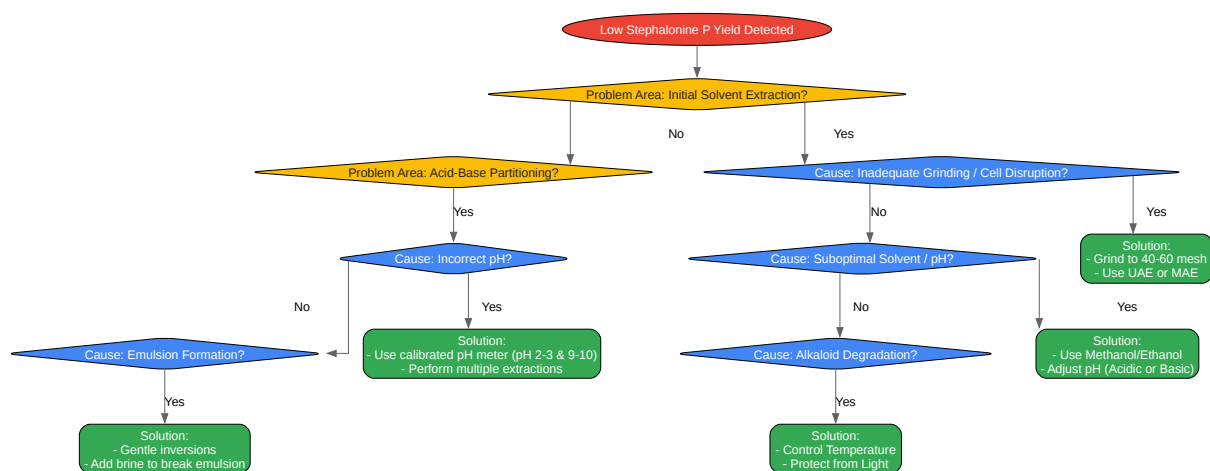 Low Stephalonine P Yield Detected
Problem Area: Initial Solvent Extraction?
No
Yes
Problem Area: Acid-Base Partitioning?
Cause: Inadequate Grinding / Cell Disruption?
Yes
No
Yes
Solution:
- Grind to 40-60 mesh
- Use UAE or MAE
Cause: Incorrect pH?
Cause: Suboptimal Solvent / pH?
No
Yes
No
Yes
Solution:
- Use calibrated pH meter (pH 2-3 & 9-10)
- Perform multiple extractions
Solution:
- Use Methanol/Ethanol
- Adjust pH (Acidic or Basic)
Cause: Emulsion Formation?
Cause: Alkaloid Degradation?
Yes
Yes
Solution:
- Gentle inversions
- Add brine to break emulsion
Solution:
- Control Temperature
- Protect from Light